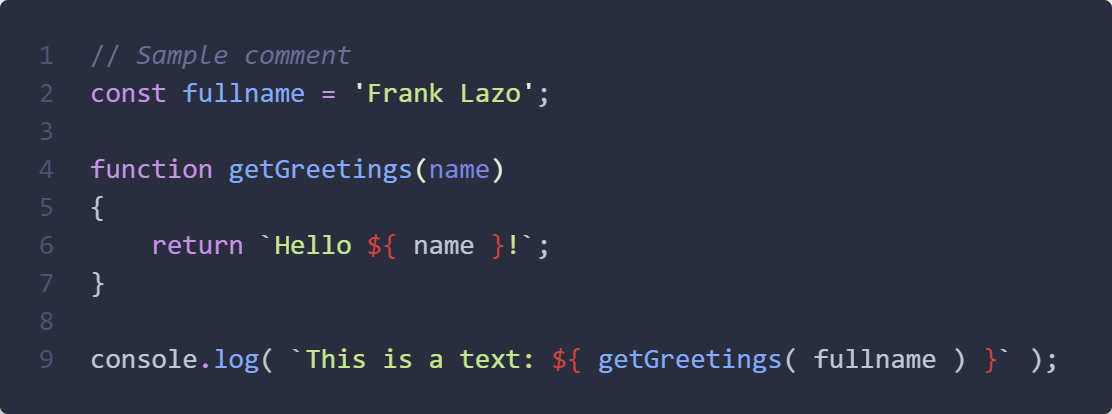 1 // Sample comment
2 const fullname = 'Frank Lazo';
3
4 function getGreetings(name)
5 {
6     return `Hello ${ name }!`;
7 }
8
9 console.log( `This is a text: ${ getGreetings( fullname ) }` );